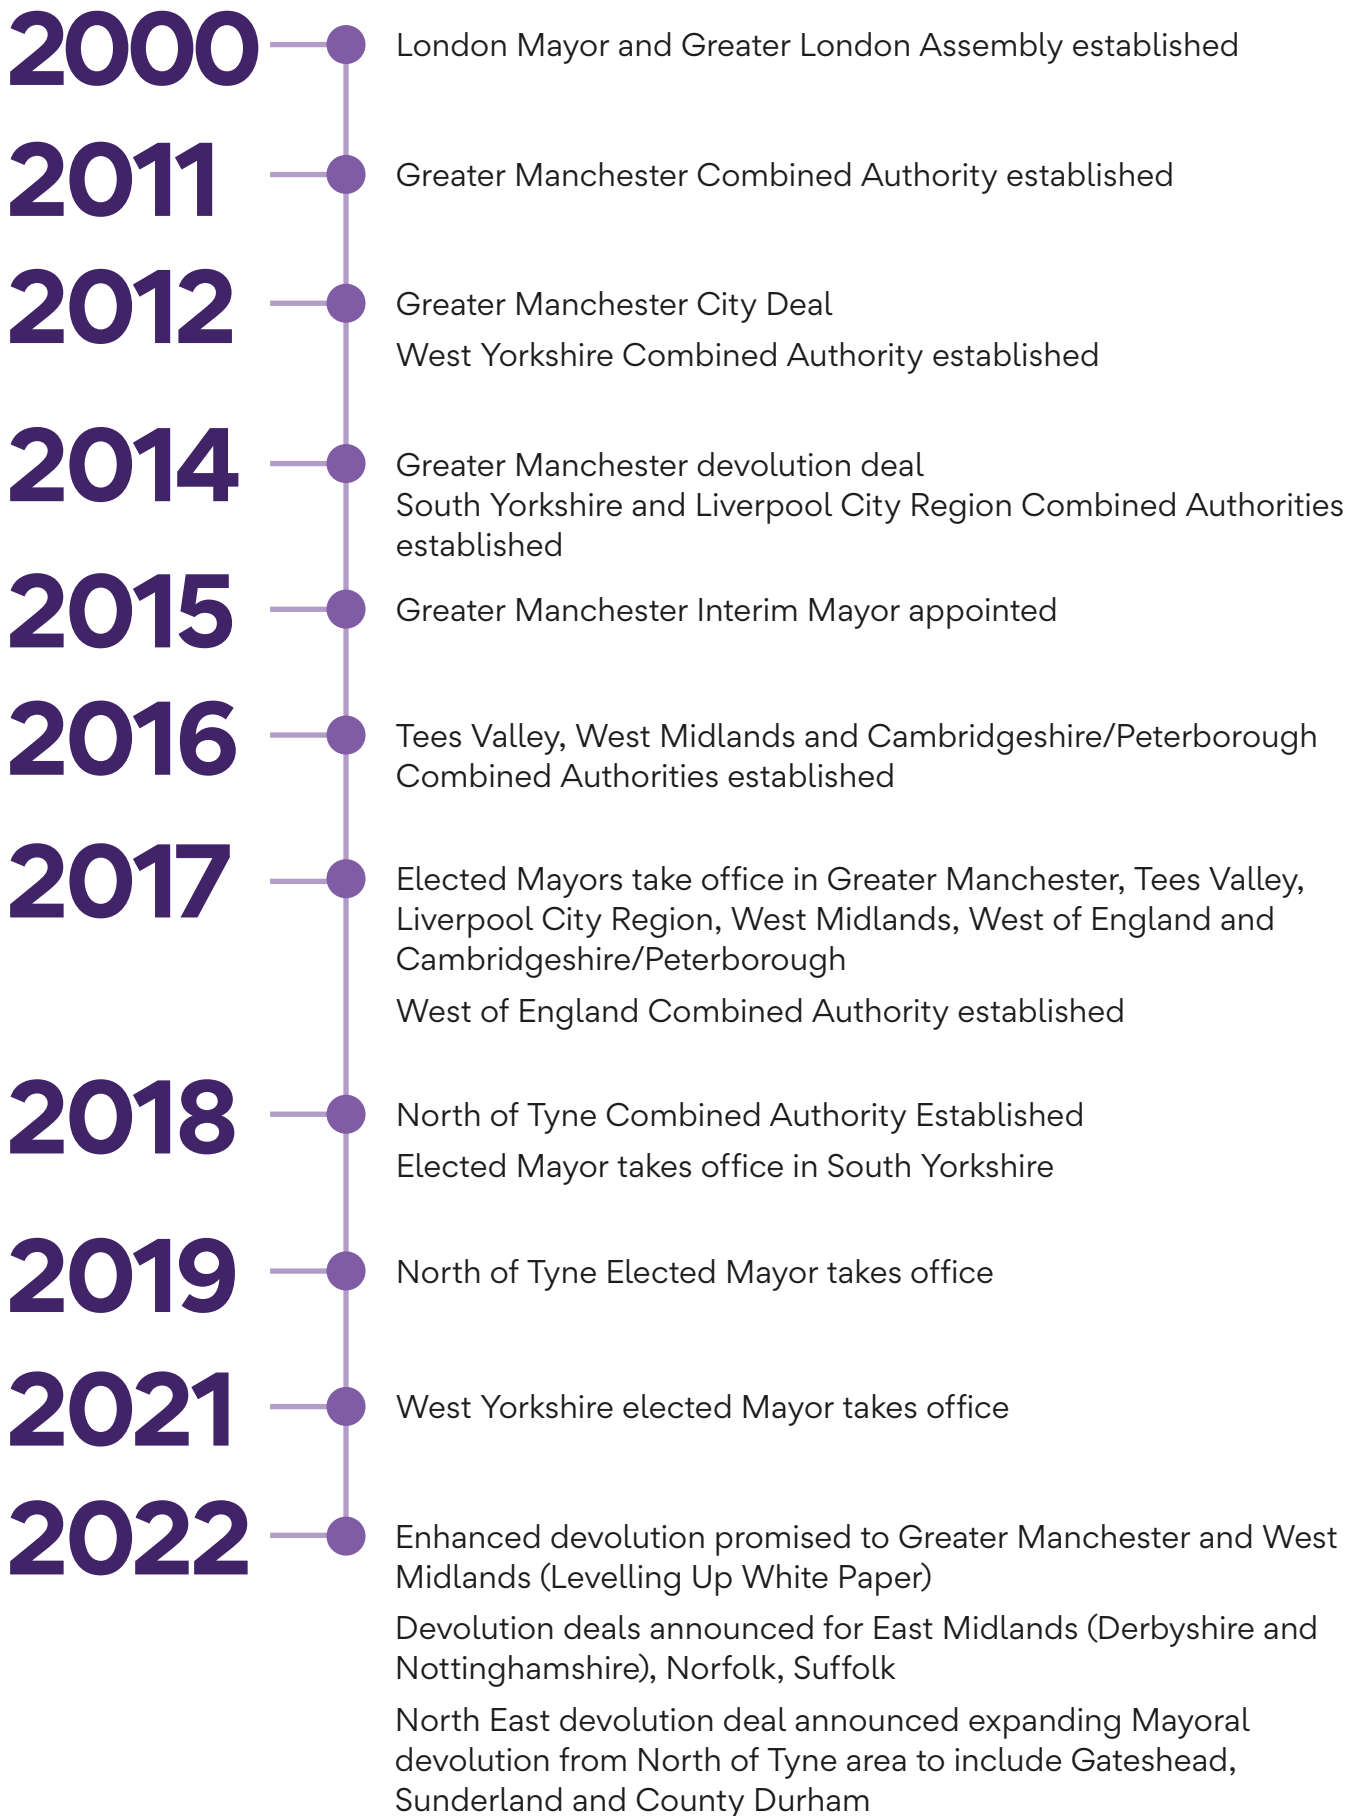 2000
London Mayor and Greater London Assembly established
2011
Greater Manchester Combined Authority established
2012
Greater Manchester City Deal
West Yorkshire Combined Authority established
2014
Greater Manchester devolution deal
South Yorkshire and Liverpool City Region Combined Authorities
established
2015
Greater Manchester Interim Mayor appointed
2016
Tees Valley, West Midlands and Cambridgeshire/Peterborough
Combined Authorities established
2017
Elected Mayors take office in Greater Manchester, Tees Valley,
Liverpool City Region, West Midlands, West of England and
Cambridgeshire/Peterborough
West of England Combined Authority established
2018
North of Tyne Combined Authority Established
Elected Mayor takes office in South Yorkshire
2019
North of Tyne Elected Mayor takes office
2021
West Yorkshire elected Mayor takes office
2022
Enhanced devolution promised to Greater Manchester and West
Midlands (Levelling Up White Paper)
Devolution deals announced for East Midlands (Derbyshire and
Nottinghamshire), Norfolk, Suffolk
North East devolution deal announced expanding Mayoral
devolution from North of Tyne area to include Gateshead,
Sunderland and County Durham